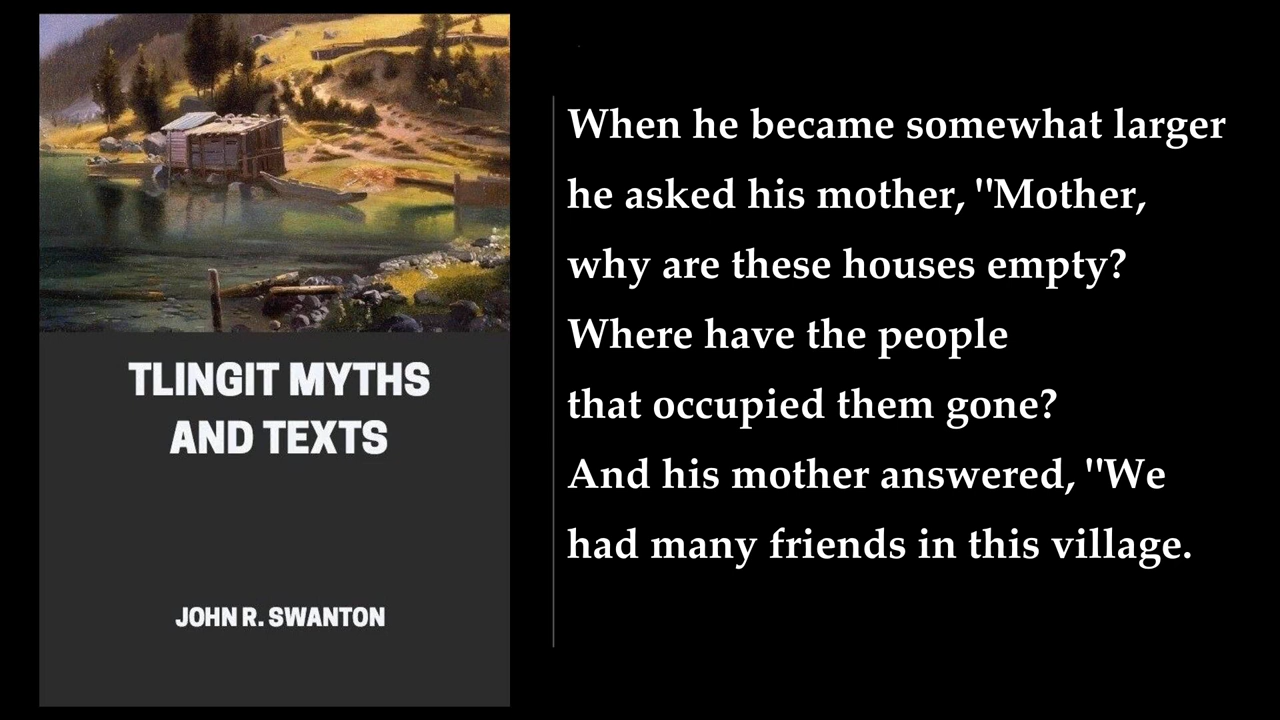 TLINGIT MYTHS
AND TEXTS
JOHN R. SWANTON
When he became somewhat larger
he asked his mother, "Mother,
why are these houses empty?
Where have the people
that occupied them gone?
And his mother answered, "We
had many friends in this village.